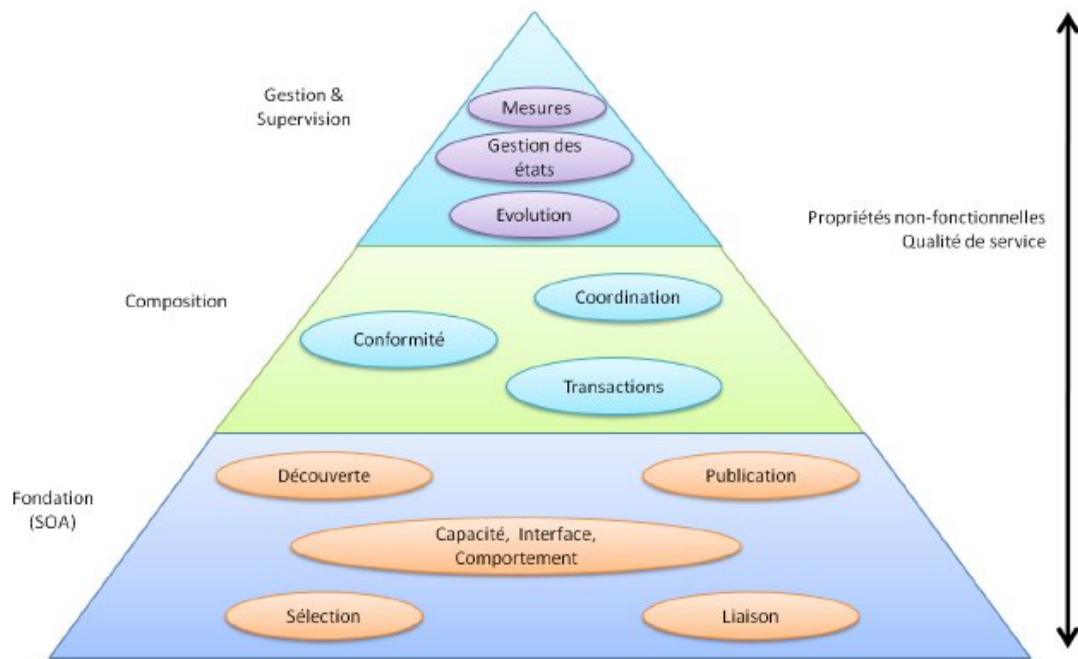 Gestion &
Supervision
Mesures
Gestion des
états
Evolution
Propriétés non-fonctionnelles
Qualité de service
Composition
Coordination
Conformité
Transactions
Fondation
(SOA)
Découverte
Publication
Capacité, Interface,
Comportement
Sélection
Liaison